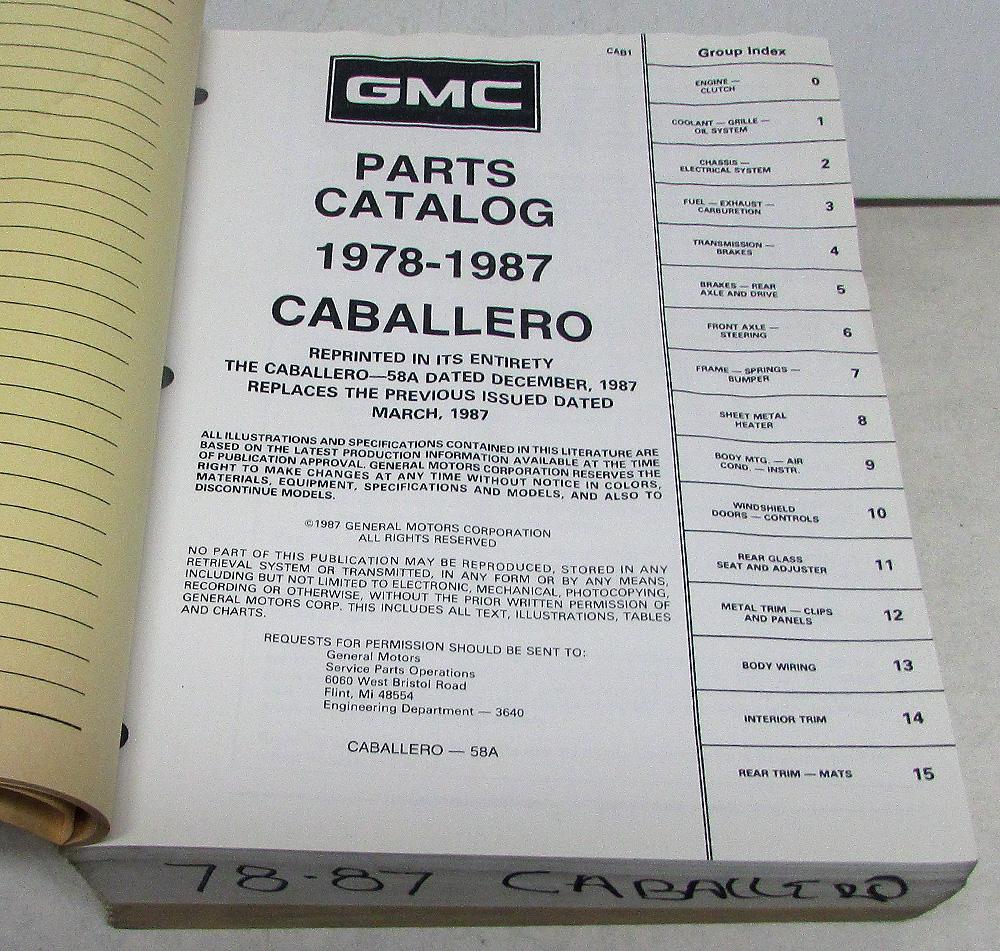 GMC
PARTS
CATALOG
1978-1987
CABALLERO
REPRINTED IN ITS ENTIRETY
THE CABALLERO—58A DATED DECEMBER, 1987
REPLACES THE PREVIOUS ISSUED DATED
MARCH, 1987
ALL ILLUSTRATIONS AND SPECIFICATIONS CONTAINED IN THIS LITERATURE ARE
BASED ON THE LATEST PRODUCTION INFORMATION AVAILABLE AT THE TIME
OF PUBLICATION APPROVAL. GENERAL MOTORS CORPORATION RESERVES THE
RIGHT TO MAKE CHANGES AT ANY TIME WITHOUT NOTICE IN COLORS,
MATERIALS, EQUIPMENT, SPECIFICATIONS AND MODELS, AND ALSO TO
DISCONTINUE MODELS.
©1987 GENERAL MOTORS CORPORATION
ALL RIGHTS RESERVED
NO PART OF THIS PUBLICATION MAY BE REPRODUCED, STORED IN ANY
RETRIEVAL SYSTEM OR TRANSMITTED, IN ANY FORM OR BY ANY MEANS,
INCLUDING BUT NOT LIMITED TO ELECTRONIC, MECHANICAL, PHOTOCOPYING,
RECORDING OR OTHERWISE, WITHOUT THE PRIOR WRITTEN PERMISSION OF
GENERAL MOTORS CORP. THIS INCLUDES ALL TEXT, ILLUSTRATIONS, TABLES
AND CHARTS.
REQUESTS FOR PERMISSION SHOULD BE SENT TO:
General Motors
Service Parts Operations
6060 West Bristol Road
Flint, Mi 48554
Engineering Department — 3640
CABALLERO — 58A
CAB1
Group Index
ENGINE — 0
CLUTCH
COOLANT — GRILLE — 1
OIL SYSTEM
CHASSIS — 2
ELECTRICAL SYSTEM
FUEL — EXHAUST — 3
CARBURETION
TRANSMISSION — 4
BRAKES
BRAKES — REAR 5
AXLE AND DRIVE
FRONT AXLE — 6
STEERING
FRAME — SPRINGS — 7
BUMPER
SHEET METAL 8
HEATER
BODY MTG. — AIR 9
COND. — INSTR.
WINDSHIELD 10
DOORS — CONTROLS
REAR GLASS 11
SEAT AND ADJUSTER
METAL TRIM — CLIPS 12
AND PANELS
BODY WIRING 13
INTERIOR TRIM 14
REAR TRIM — MATS 15
78-87 CABALLERO